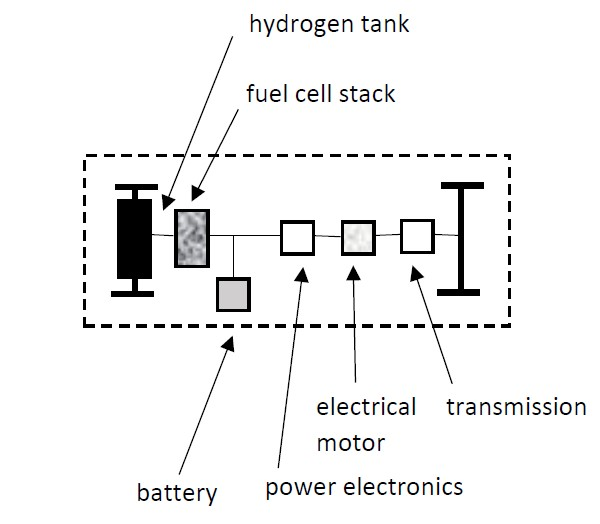 hydrogen tank
fuel cell stack
electrical
motor
transmission
battery
power electronics